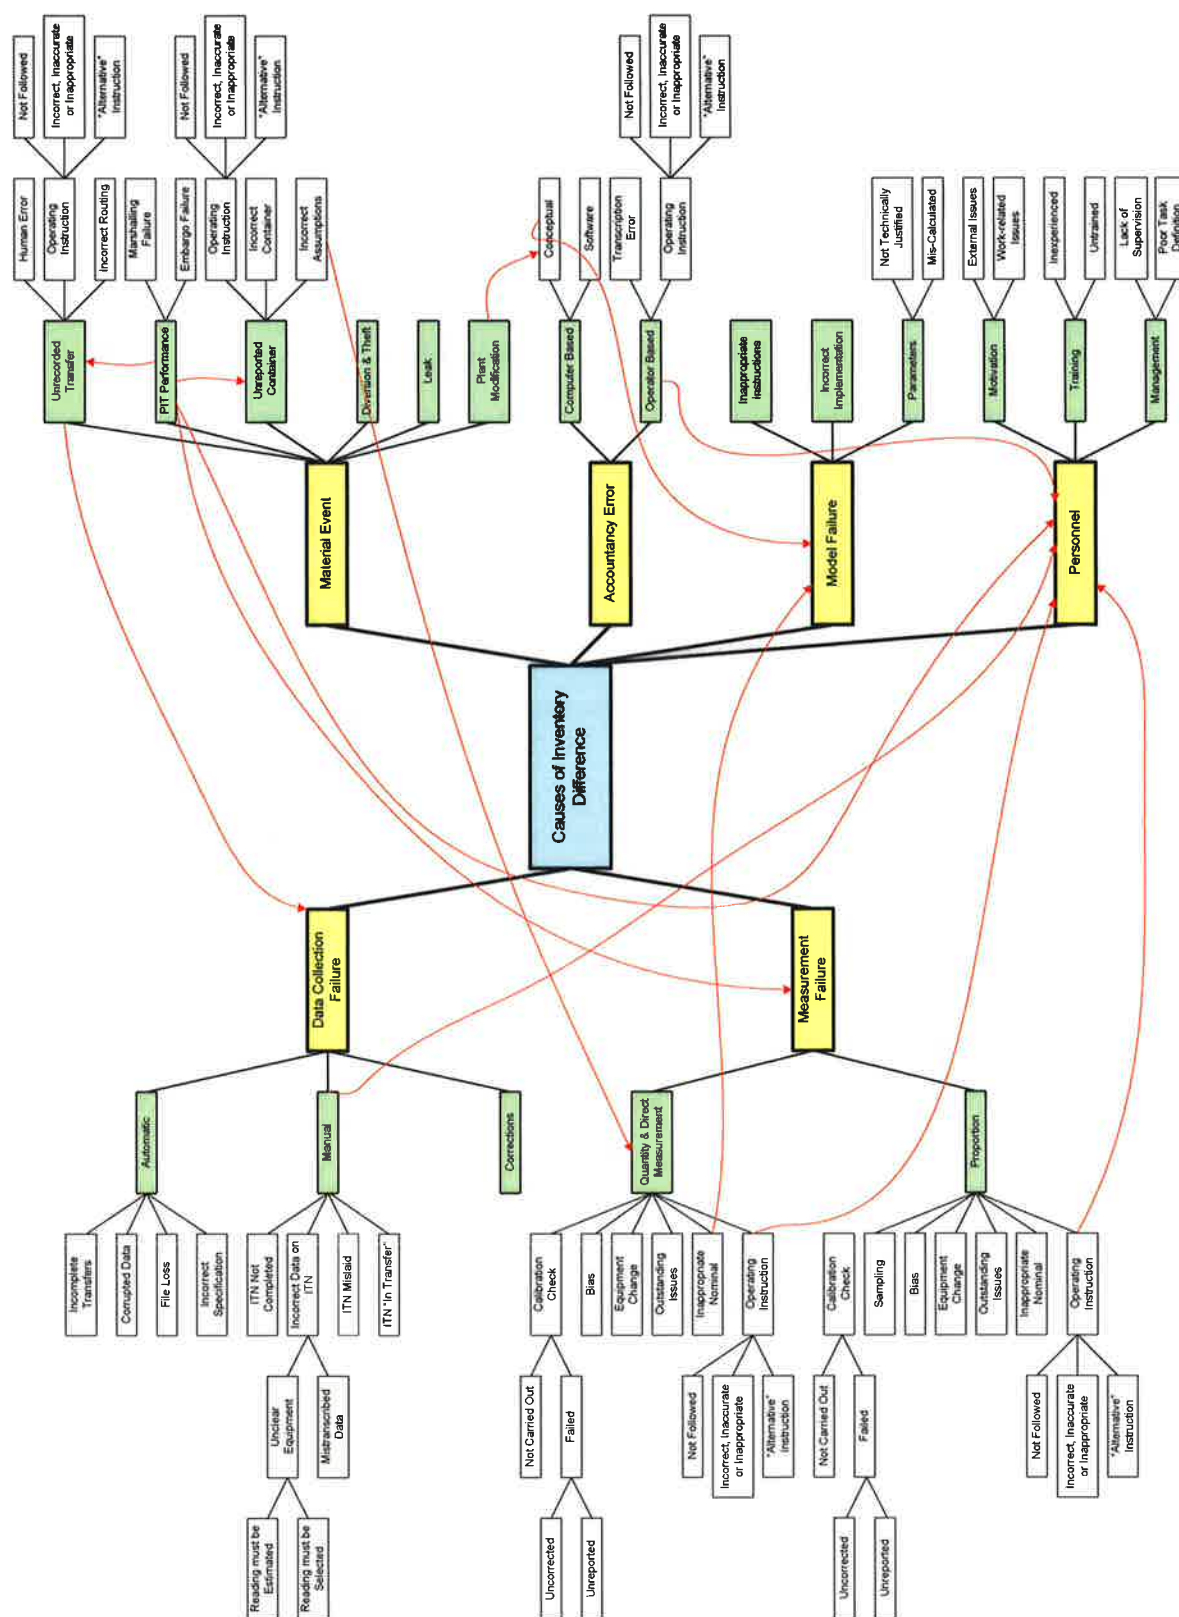 Causes of Inventory
Difference
Data Collection
Failure
Automatic
Incomplete
Transfers
Corrupted Data
File Loss
Incorrect
Specification
Manual
ITN Not
Completed
Incorrect Data on
ITN
Unclear
Equipment
Reading must be
Estimated
Reading must be
Selected
Mistranscribed
Data
ITN Mislaid
ITN "In Transfer"
Corrections
Measurement
Failure
Quantity & Direct
Measurement
Calibration
Check
Not Carried Out
Failed
Uncorrected
Unreported
Bias
Equipment
Change
Outstanding
Issues
Inappropriate
Nominal
Operating
Instruction
Not Followed
Incorrect, Inaccurate
or Inappropriate
"Alternative"
Instruction
Proportion
Calibration
Check
Not Carried Out
Failed
Uncorrected
Unreported
Sampling
Bias
Equipment
Change
Outstanding
Issues
Inappropriate
Nominal
Operating
Instruction
Not Followed
Incorrect, Inaccurate
or Inappropriate
"Alternative"
Instruction
Material Event
Unrecorded
Transfer
Human Error
Operating
Instruction
Not Followed
Incorrect, Inaccurate
or Inappropriate
"Alternative"
Instruction
Incorrect Routing
PIT Performance
Marshalling
Failure
Embargo Failure
Unreported
Container
Operating
Instruction
Not Followed
Incorrect, Inaccurate
or Inappropriate
"Alternative"
Instruction
Incorrect
Container
Incorrect
Assumptions
Diversion & Theft
Leak
Plant
Modification
Accountancy Error
Computer Based
Conceptual
Software
Operator Based
Transcription
Error
Operating
Instruction
Not Followed
Incorrect, Inaccurate
or Inappropriate
"Alternative"
Instruction
Model Failure
Inappropriate
Instructions
Incorrect
Implementation
Parameters
Not Technically
Justified
Mis-Calculated
Personnel
Motivation
External Issues
Work-related
Issues
Training
Inexperienced
Untrained
Management
Lack of
Supervision
Poor Task
Definition